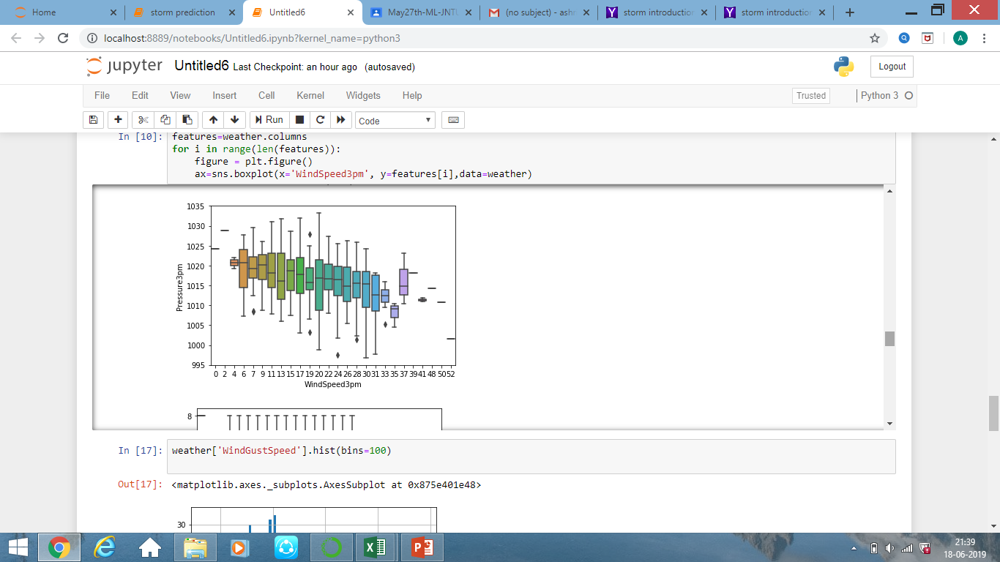 Home
storm prediction
Untitled6
May27th-ML-JNTU
(no subject) - ashr
storm introduction
storm introduction
localhost:8889/notebooks/Untitled6.ipynb?kernel_name=python3
A
jupyter Untitled6 Last Checkpoint: an hour ago (autosaved)
Logout
File Edit View Insert Cell Kernel Widgets Help
Trusted
Python 3
Run
Code
In [10]: features=weather.columns
for i in range(len(features)):
figure = plt.figure()
ax=sns.boxplot(x='WindSpeed3pm', y=features[i],data=weather)
1035
1030
1025
1020
1015
1010
1005
1000
995
Pressure3pm
0 2 4 6 7 9 11 13 15 17 19 20 22 24 26 28 30 31 33 35 37 39 41 48 50 52
WindSpeed3pm
8
In [17]: weather['WindGustSpeed'].hist(bins=100)
Out[17]: <matplotlib.axes._subplots.AxesSubplot at 0x875e401e48>
30
21:39
18-06-2019